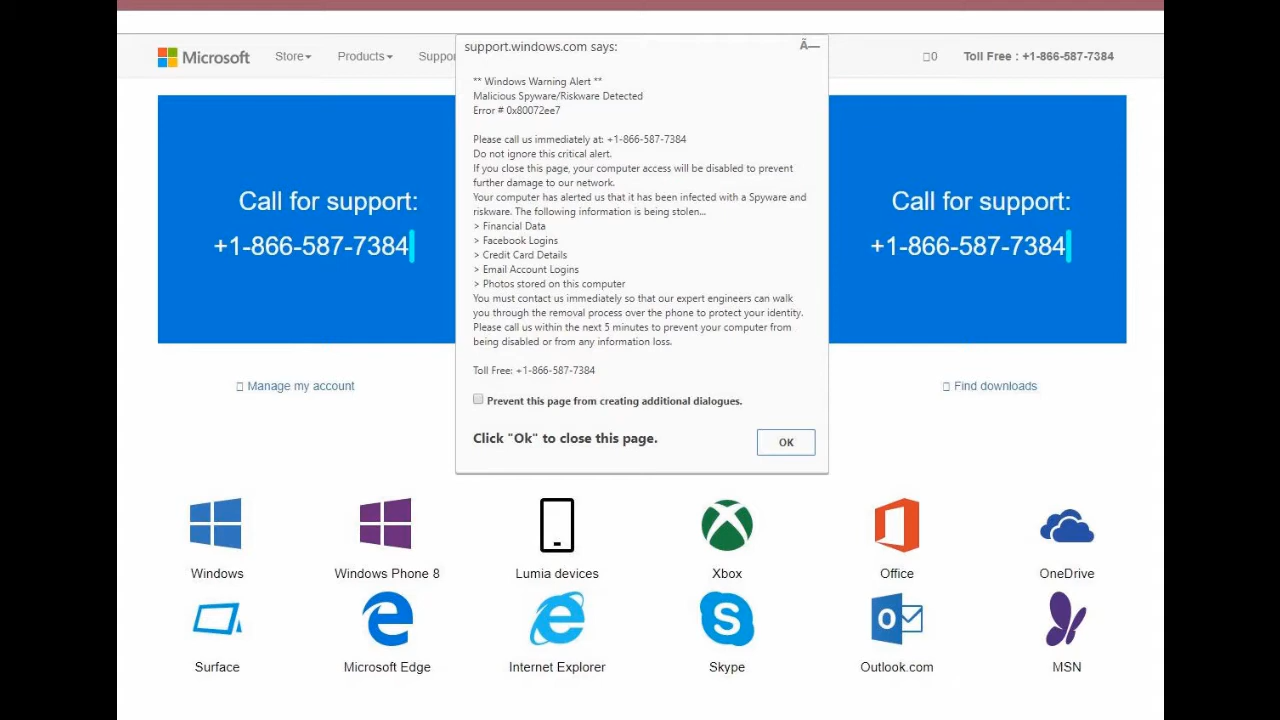 Microsoft
Store
Products
Suppo
0
Toll Free : +1-866-587-7384
support.windows.com says:
Ä—
** Windows Warning Alert **
Malicious Spyware/Riskware Detected
Error # 0x80072ee7
Please call us immediately at: +1-866-587-7384
Do not ignore this critical alert.
If you close this page, your computer access will be disabled to prevent
further damage to our network.
Your computer has alerted us that it has been infected with a Spyware and
riskware. The following information is being stolen...
> Financial Data
> Facebook Logins
> Credit Card Details
> Email Account Logins
> Photos stored on this computer
You must contact us immediately so that our expert engineers can walk
you through the removal process over the phone to protect your identity.
Please call us within the next 5 minutes to prevent your computer from
being disabled or from any information loss.
Toll Free: +1-866-587-7384
Prevent this page from creating additional dialogues.
Click "Ok" to close this page.
OK
Call for support:
+1-866-587-7384
Call for support:
+1-866-587-7384
Manage my account
Find downloads
Windows
Windows Phone 8
Lumia devices
Xbox
Office
OneDrive
Surface
Microsoft Edge
Internet Explorer
Skype
Outlook.com
MSN